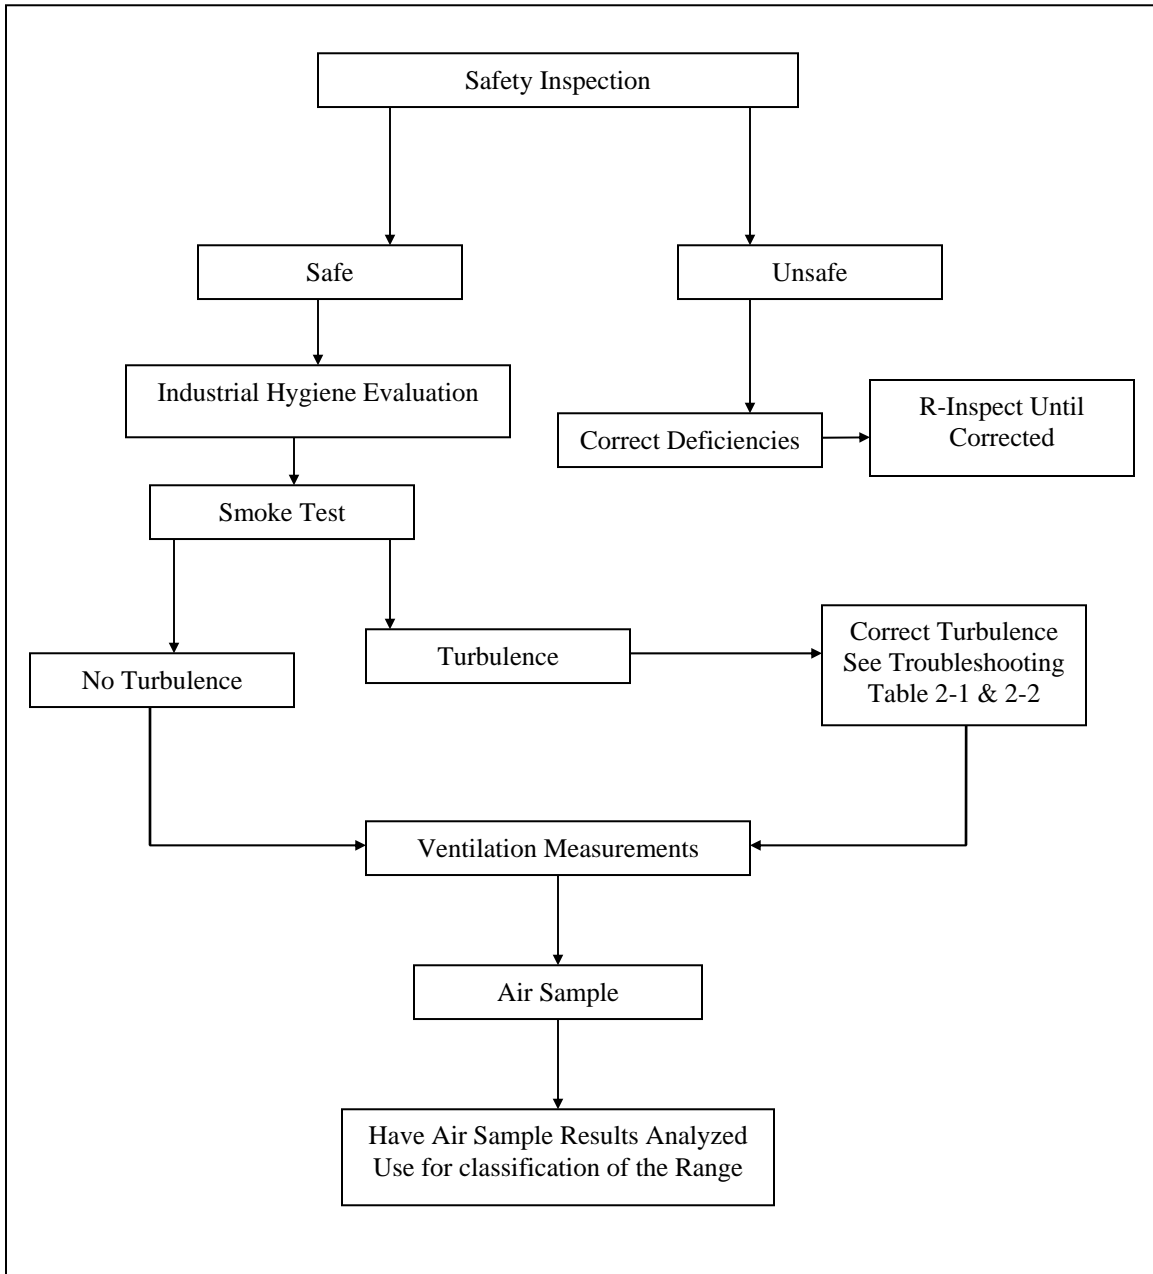 Safety Inspection
Safe
Unsafe
Industrial Hygiene Evaluation
Correct Deficiencies
R-Inspect Until
Corrected
Smoke Test
No Turbulence
Turbulence
Correct Turbulence
See Troubleshooting
Table 2-1 & 2-2
Ventilation Measurements
Air Sample
Have Air Sample Results Analyzed
Use for classification of the Range